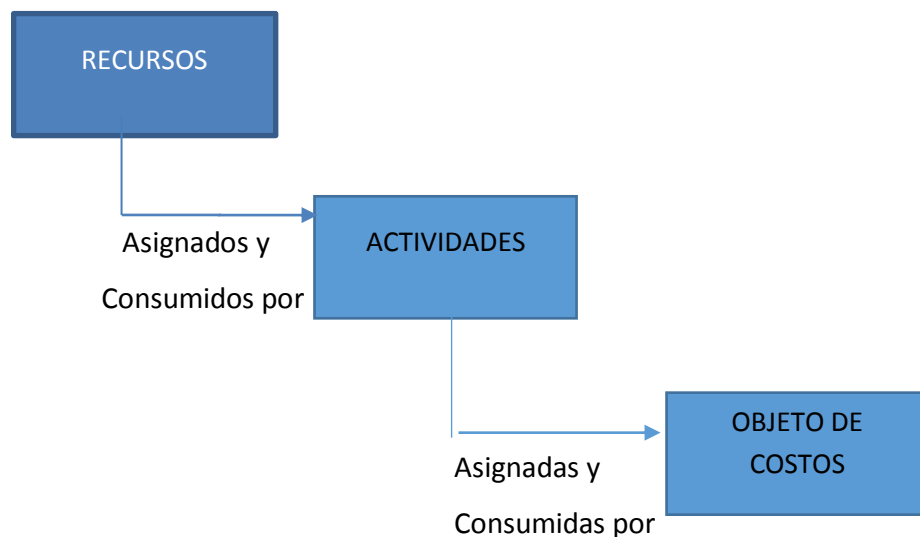 RECURSOS
Asignados y
Consumidos por
ACTIVIDADES
Asignadas y
Consumidas por
OBJETO DE
COSTOS